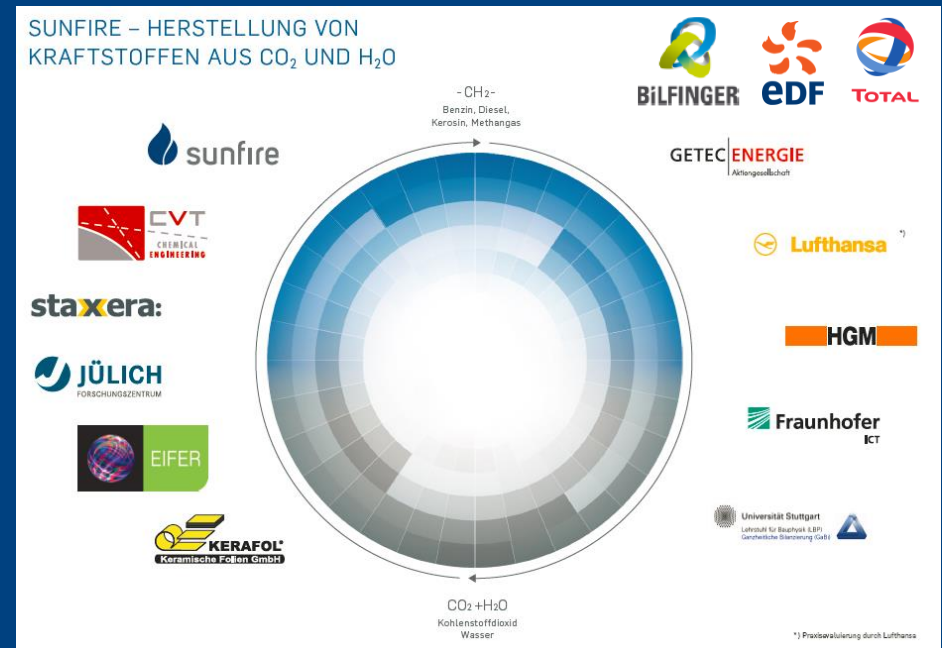 SUNFIRE – HERSTELLUNG VON
KRAFTSTOFFEN AUS CO₂ UND H₂O
BiLFINGER
eDF
TOTAL
-CH₂-
Benzin, Diesel,
Kerosin, Methangas
sunfire
GETEC ENERGIE
Aktiengesellschaft
CVT
CHEMICAL
ENGINEERING
Lufthansa *)
staxera:
HGM
JÜLICH
FORSCHUNGSZENTRUM
Fraunhofer
ICT
EIFER
Universität Stuttgart
Lehrstuhl für Bauphysik (LBP)
Ganzheitliche Bilanzierung (GaBi)
KERAFOL®
Keramische Folien GmbH
CO₂+H₂O
Kohlenstoffdioxid
Wasser
*) Praxisevaluierung durch Lufthansa